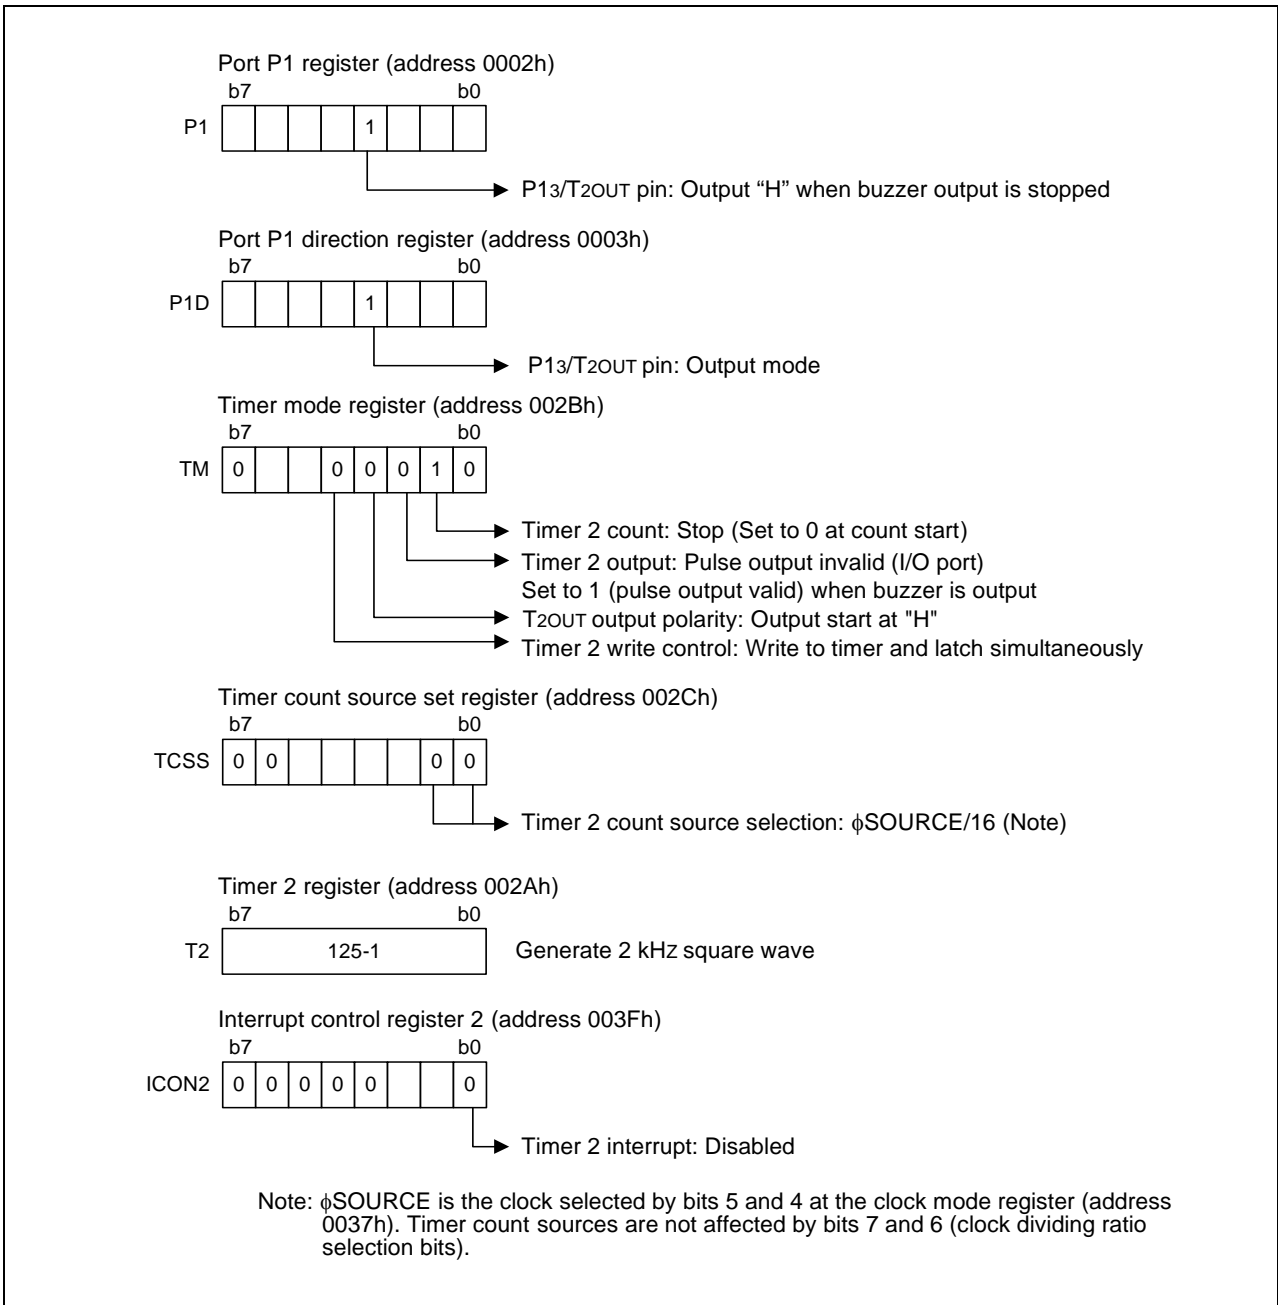 Port P1 register (address 0002h)
b7 b0
P1 1
P13/T2OUT pin: Output “H” when buzzer output is stopped
Port P1 direction register (address 0003h)
b7 b0
P1D 1
P13/T2OUT pin: Output mode
Timer mode register (address 002Bh)
b7 b0
TM 0 0 0 0 1 0
Timer 2 count: Stop (Set to 0 at count start)
Timer 2 output: Pulse output invalid (I/O port)
Set to 1 (pulse output valid) when buzzer is output
T2OUT output polarity: Output start at "H"
Timer 2 write control: Write to timer and latch simultaneously
Timer count source set register (address 002Ch)
b7 b0
TCSS 0 0 0 0
Timer 2 count source selection: ϕSOURCE/16 (Note)
Timer 2 register (address 002Ah)
b7 b0
T2 125-1 Generate 2 kHz square wave
Interrupt control register 2 (address 003Fh)
b7 b0
ICON2 0 0 0 0 0 0
Timer 2 interrupt: Disabled
Note: ϕSOURCE is the clock selected by bits 5 and 4 at the clock mode register (address
0037h). Timer count sources are not affected by bits 7 and 6 (clock dividing ratio
selection bits).